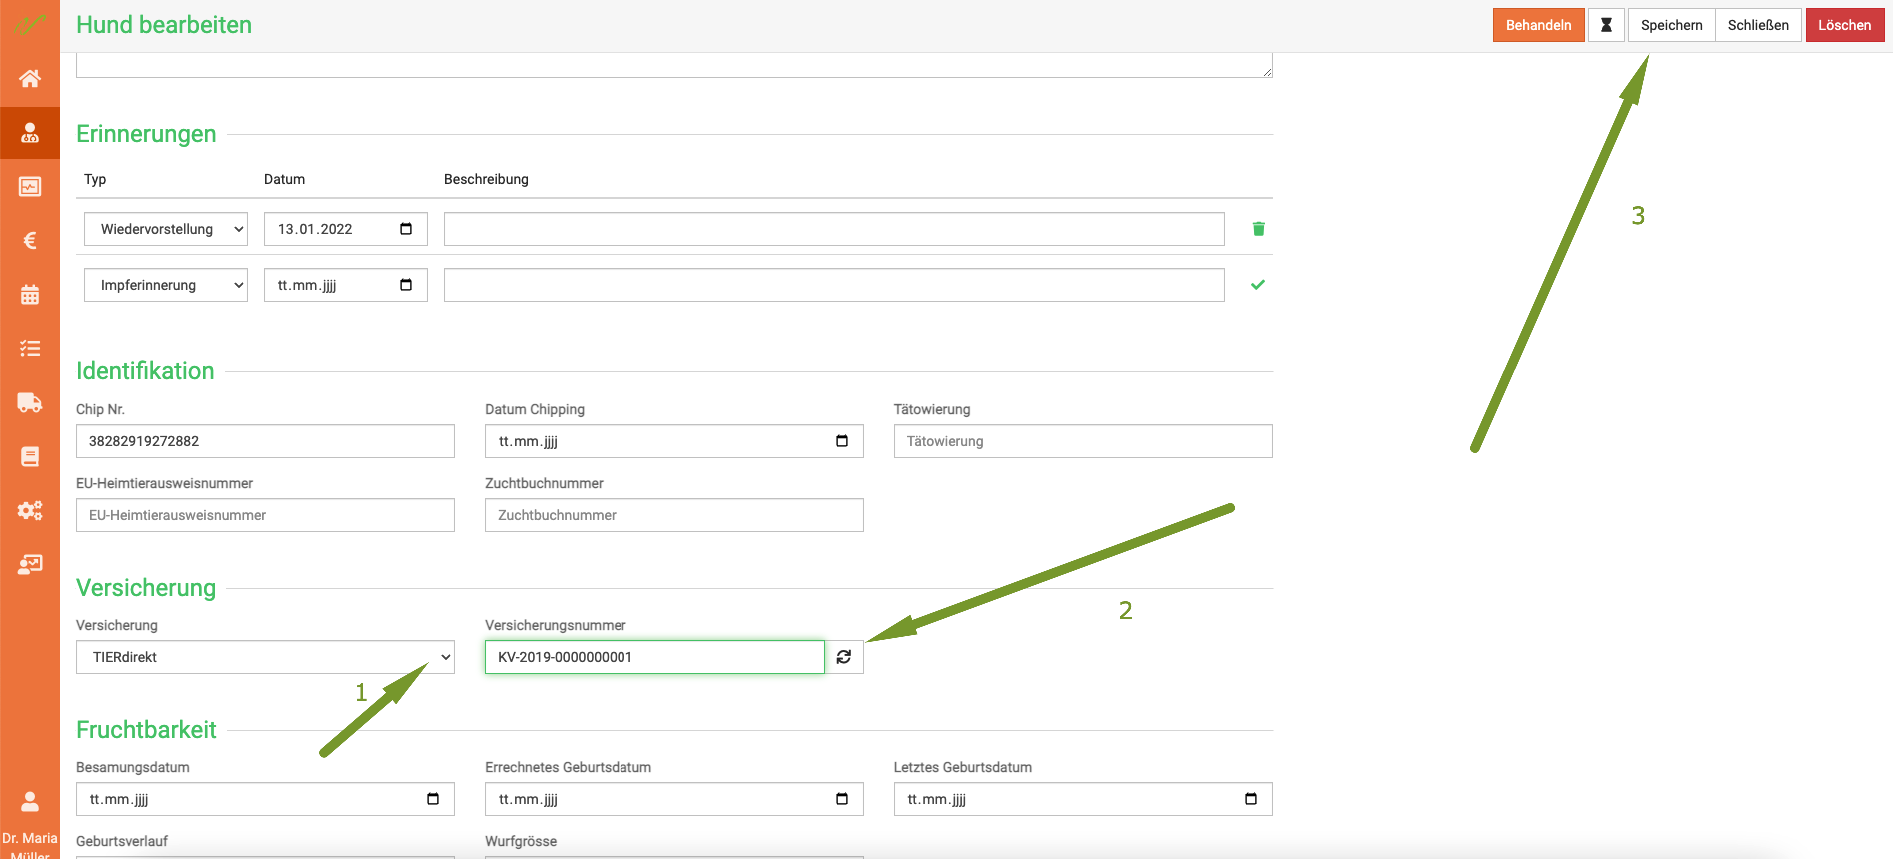 Hund bearbeiten
Behandeln Speichern Schließen Löschen
Erinnerungen
Typ Datum Beschreibung
Wiedervorstellung 13.01.2022
3
Impferinnerung tt.mm.jjjj
Identifikation
Chip Nr. Datum Chipping Tätowierung
38282919272882 tt.mm.jjjj Tätowierung
EU-Heimtierausweisnummer Zuchtbuchnummer
EU-Heimtierausweisnummer Zuchtbuchnummer
Versicherung
2
Versicherung Versicherungsnummer
TIERdirekt KV-2019-0000000001
1
Fruchtbarkeit
Besamungsdatum Errechnetes Geburtsdatum Letztes Geburtsdatum
tt.mm.jjjj tt.mm.jjjj tt.mm.jjjj
Geburtsverlauf Wurfgrösse
Dr. Maria
Müller